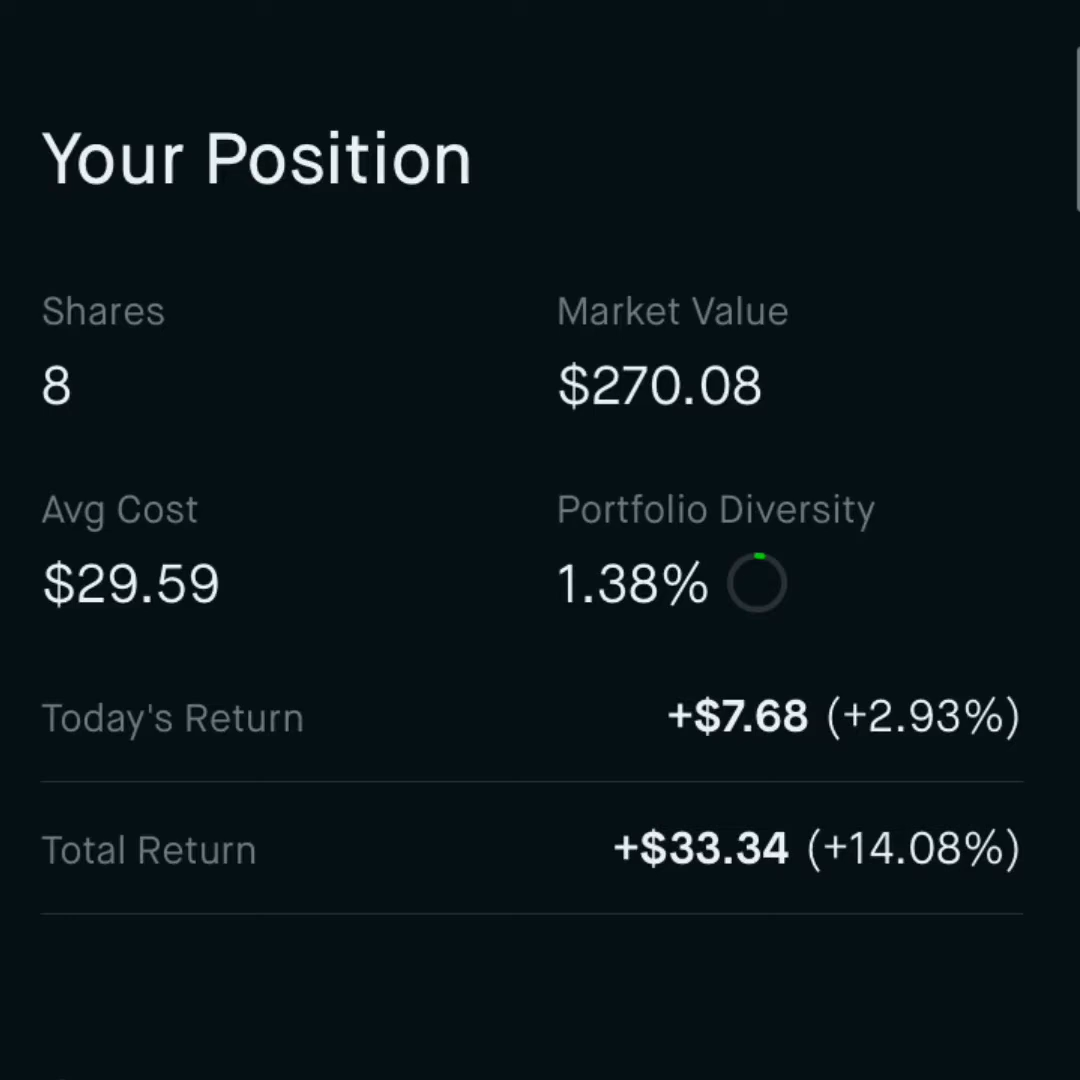 Your Position
Shares
Market Value
8
$270.08
Avg Cost
Portfolio Diversity
$29.59
1.38%
Today's Return
+$7.68 (+2.93%)
Total Return
+$33.34 (+14.08%)